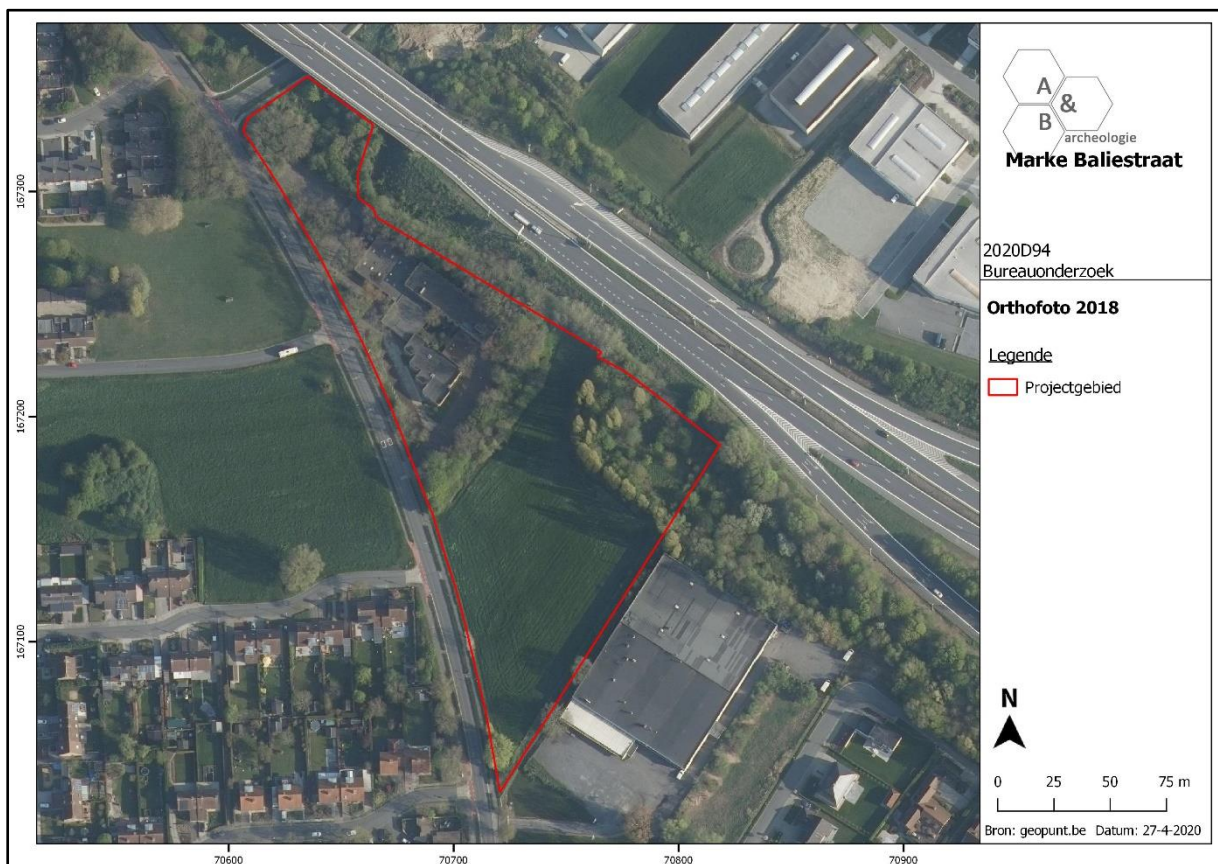 A
&
B
archeologie
Marke Baliestraat
2020D94
Bureauonderzoek
Orthofoto 2018
Legende
Projectgebied
N
0 25 50 75 m
Bron: geopunt.be Datum: 27-4-2020
167300
167200
167100
70600 70700 70800 70900